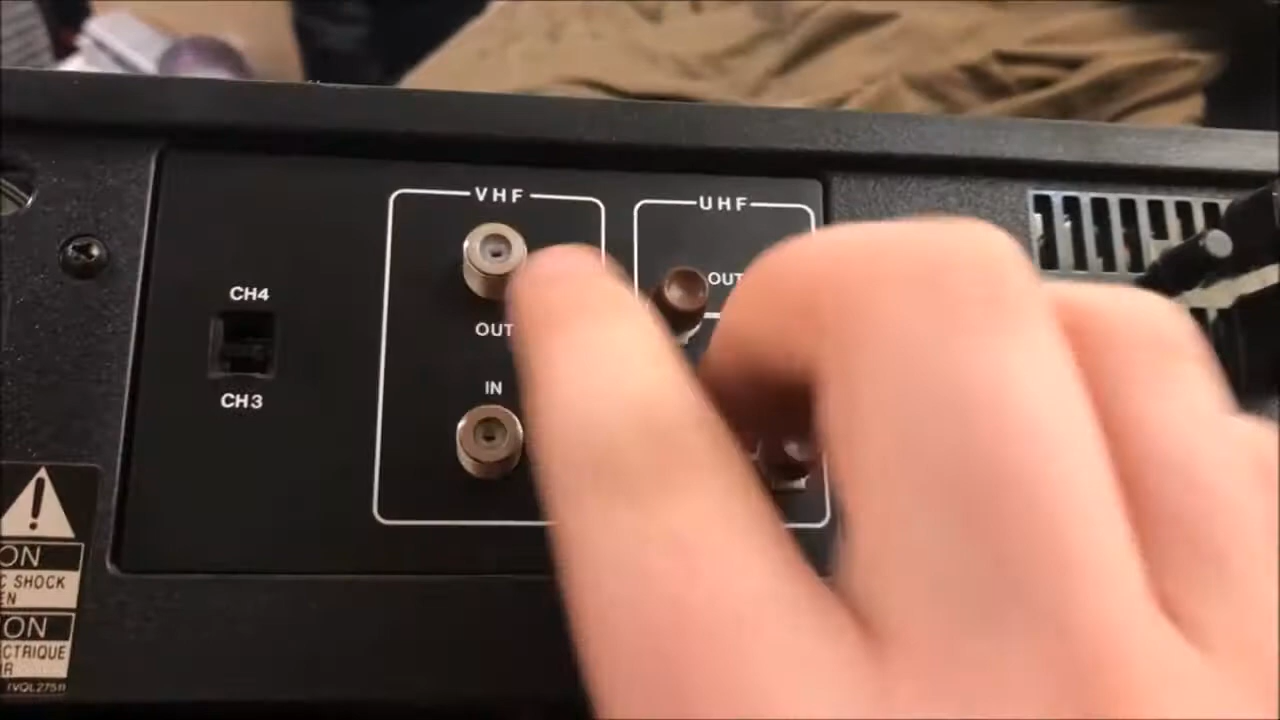 VHF
UHF
OUT
CH4
OUT
IN
CH3
ON
C SHOCK
EN
ON
CTRIQUE
R